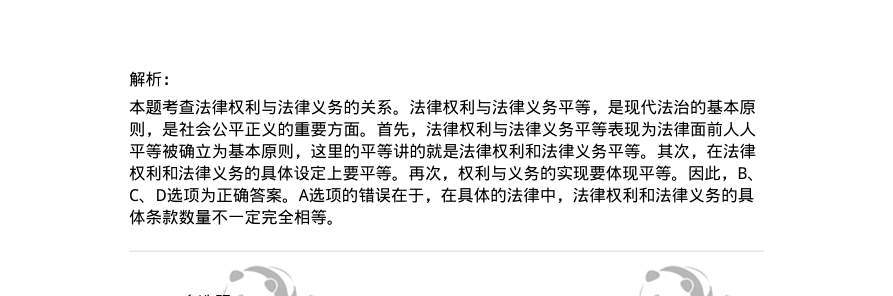 解析：
本题考查法律权利与法律义务的关系。法律权利与法律义务平等，是现代法治的基本原
则，是社会公平正义的重要方面。首先，法律权利与法律义务平等表现为法律面前人人
平等被确立为基本原则，这里的平等讲的就是法律权利和法律义务平等。其次，在法律
权利和法律义务的具体设定上要平等。再次，权利与义务的实现要体现平等。因此，B、
C、D选项为正确答案。A选项的错误在于，在具体的法律中，法律权利和法律义务的具
体条款数量不一定完全相等。